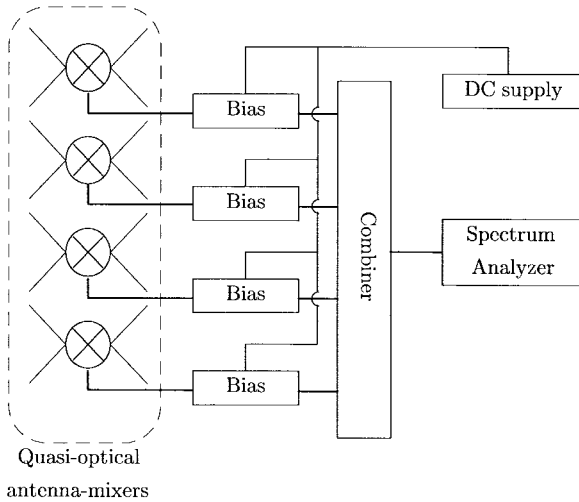 DC supply
Bias
Bias
Combiner
Spectrum
Analyzer
Bias
Bias
Quasi-optical
antenna-mixers